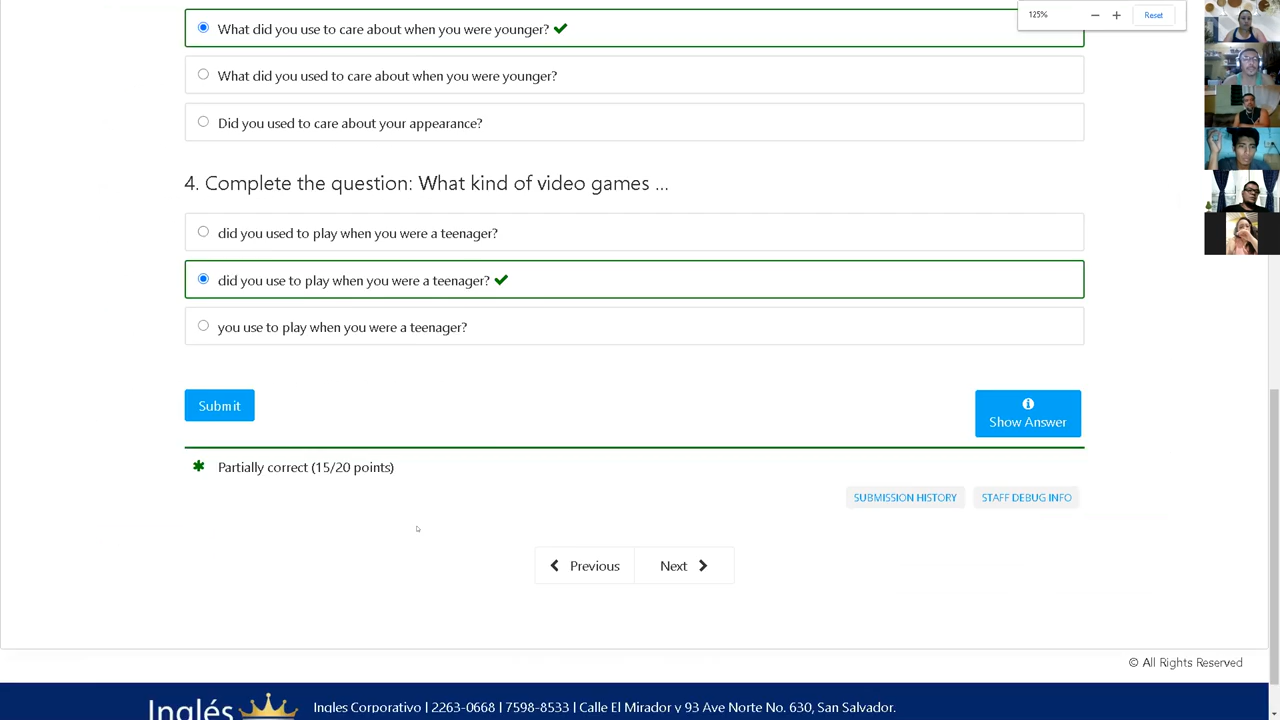 What did you use to care about when you were younger?
125%
Reset
What did you used to care about when you were younger?
Did you used to care about your appearance?
4. Complete the question: What kind of video games ...
did you used to play when you were a teenager?
did you use to play when you were a teenager?
you use to play when you were a teenager?
Submit
Show Answer
Partially correct (15/20 points)
SUBMISSION HISTORY
STAFF DEBUG INFO
Previous
Next
© All Rights Reserved
Inglés
Ingles Corporativo | 2263-0668 | 7598-8533 | Calle El Mirador y 93 Ave Norte No. 630, San Salvador.